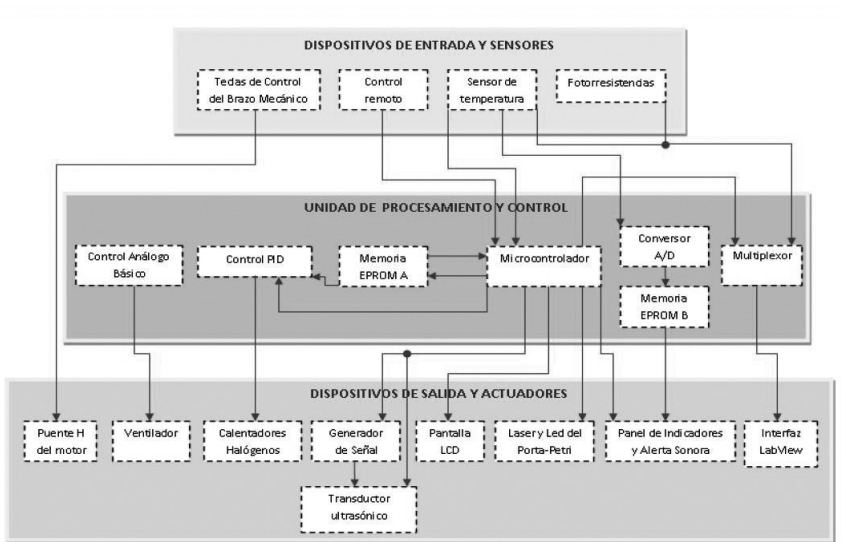 DISPOSITIVOS DE ENTRADA Y SENSORES
Teclas de Control
del Brazo Mecánico
Control
remoto
Sensor de
temperatura
Fotorresistencias
UNIDAD DE PROCESAMIENTO Y CONTROL
Control Análogo
Básico
Control PID
Memoria
EPROM A
Microcontrolador
Conversor
A/D
Multiplexor
Memoria
EPROM B
DISPOSITIVOS DE SALIDA Y ACTUADORES
Puente H
del motor
Ventilador
Calentadores
Halógenos
Generador
de Señal
Pantalla
LCD
Laser y Led del
Porta-Petri
Panel de Indicadores
y Alerta Sonora
Interfaz
LabView
Transductor
ultrasónico